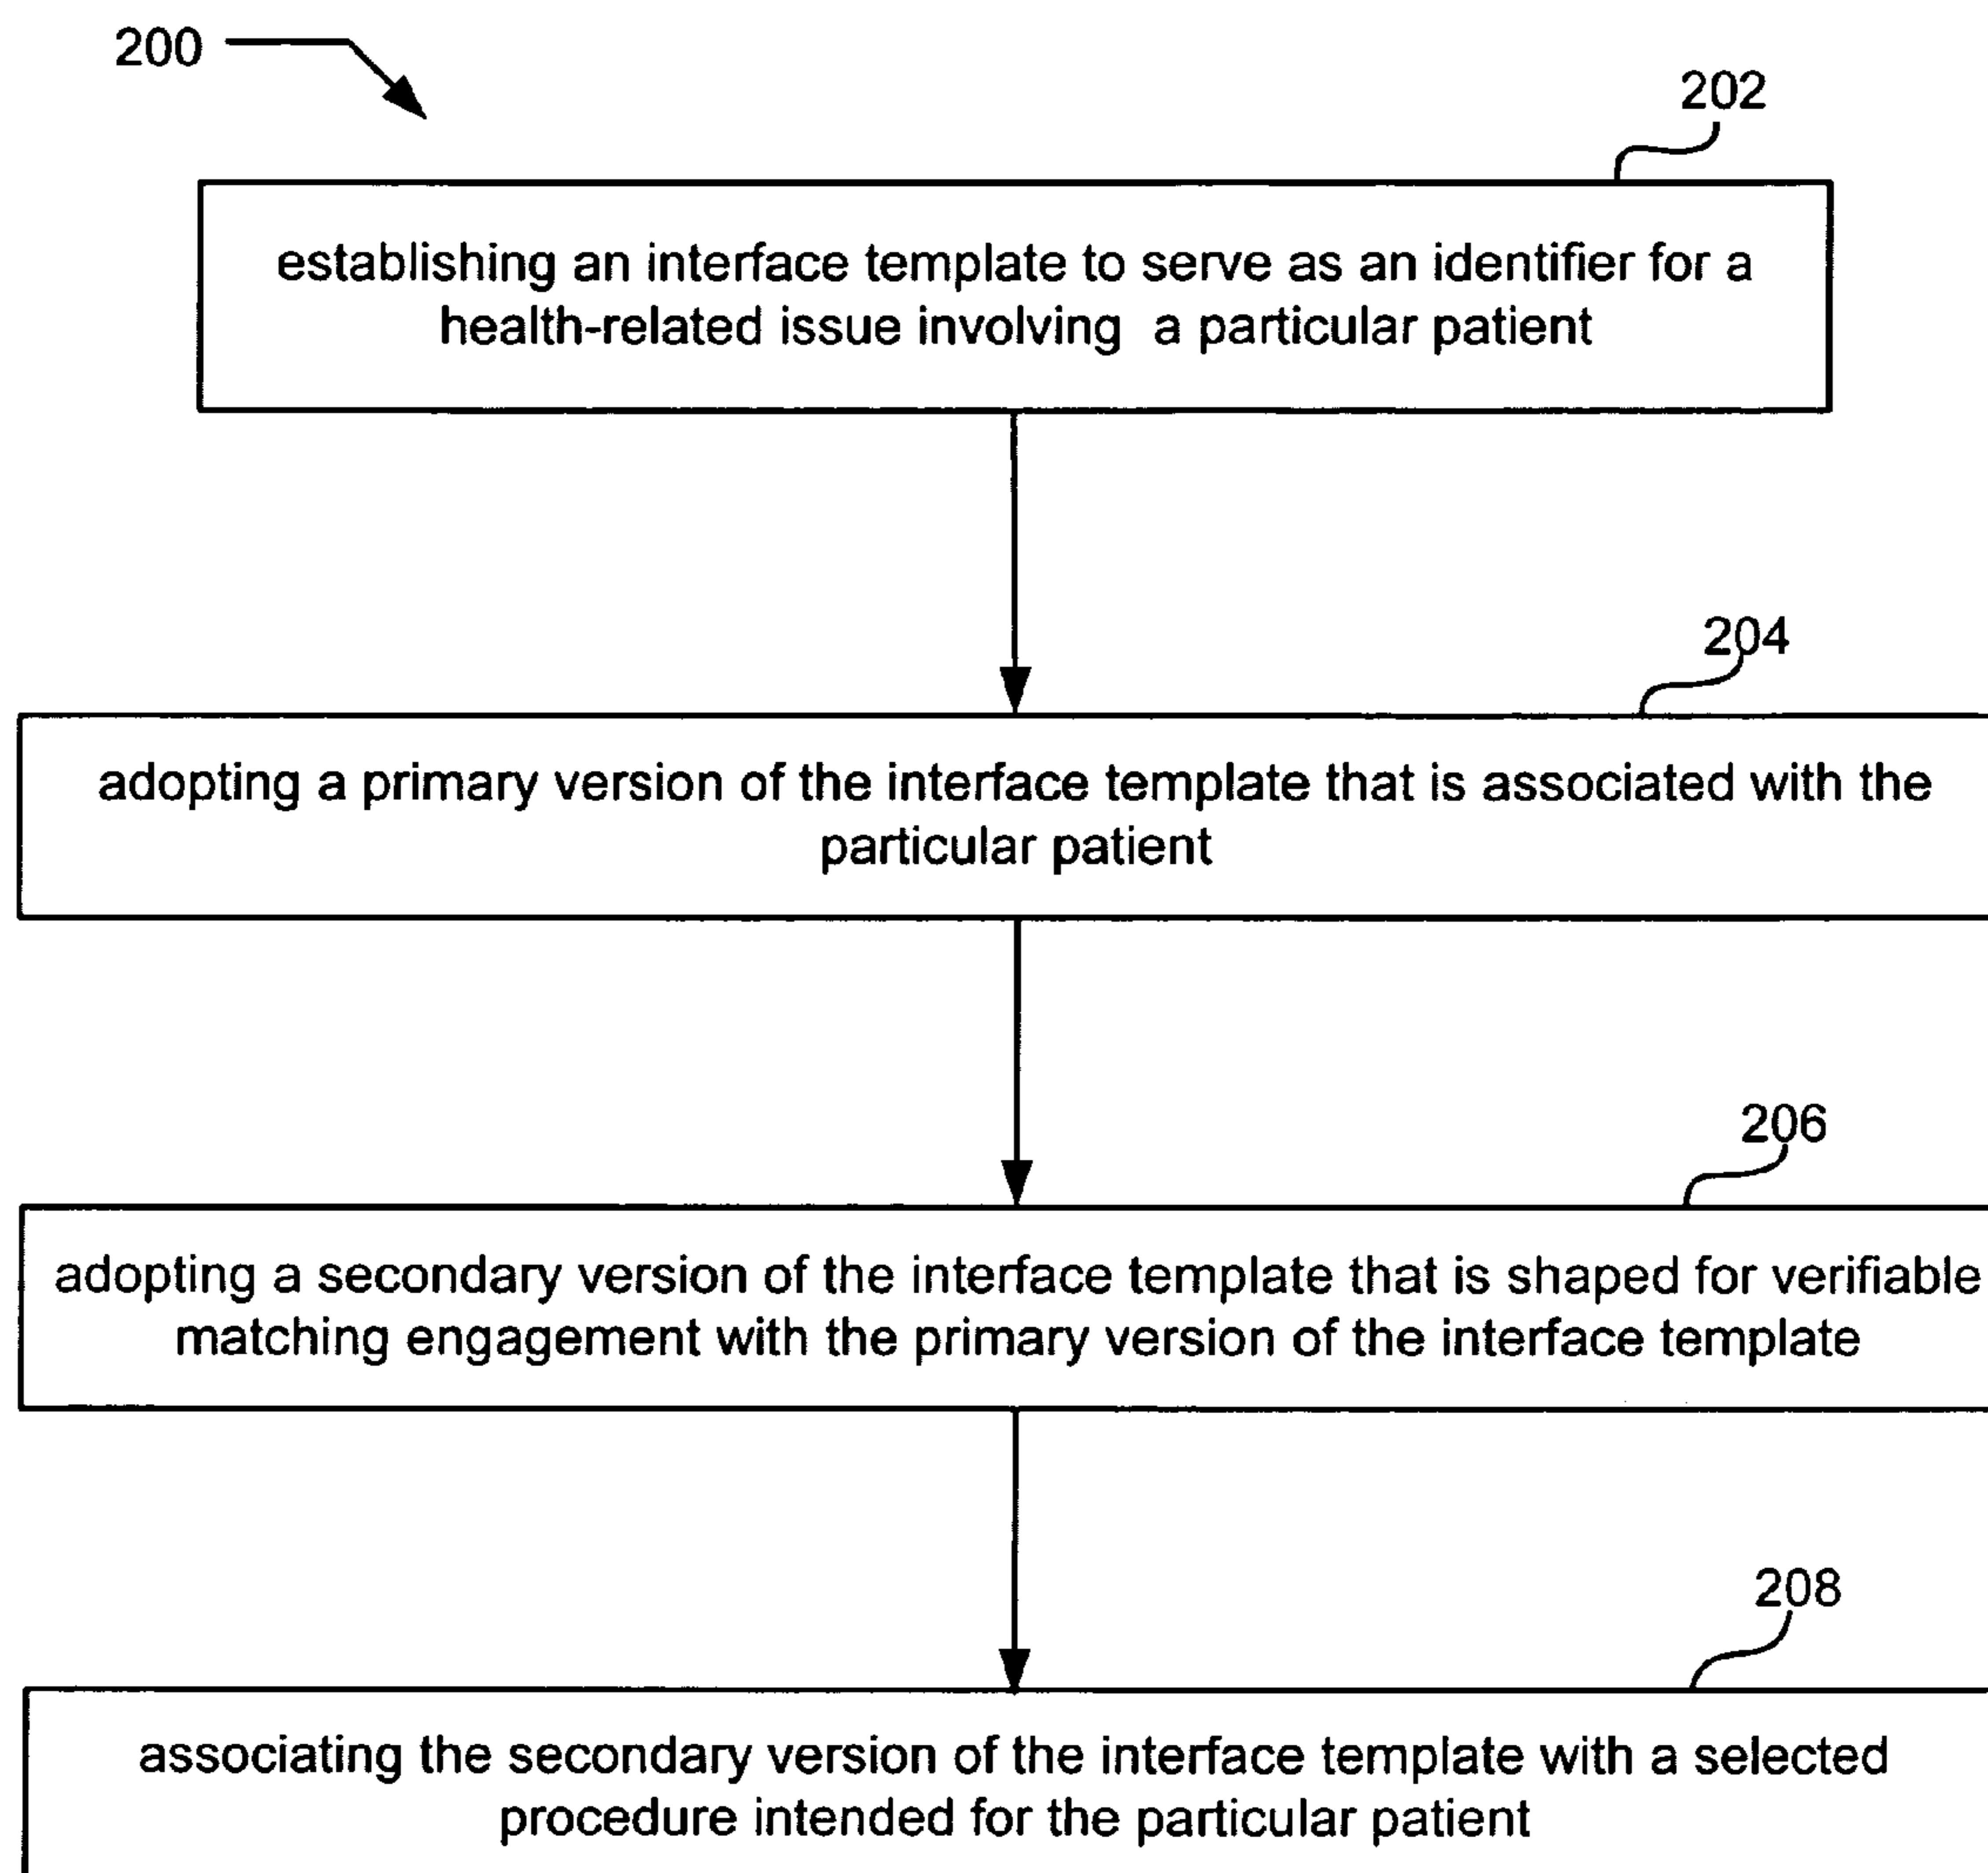 200
202
establishing an interface template to serve as an identifier for a
health-related issue involving a particular patient
204
adopting a primary version of the interface template that is associated with the
particular patient
206
adopting a secondary version of the interface template that is shaped for verifiable
matching engagement with the primary version of the interface template
208
associating the secondary version of the interface template with a selected
procedure intended for the particular patient